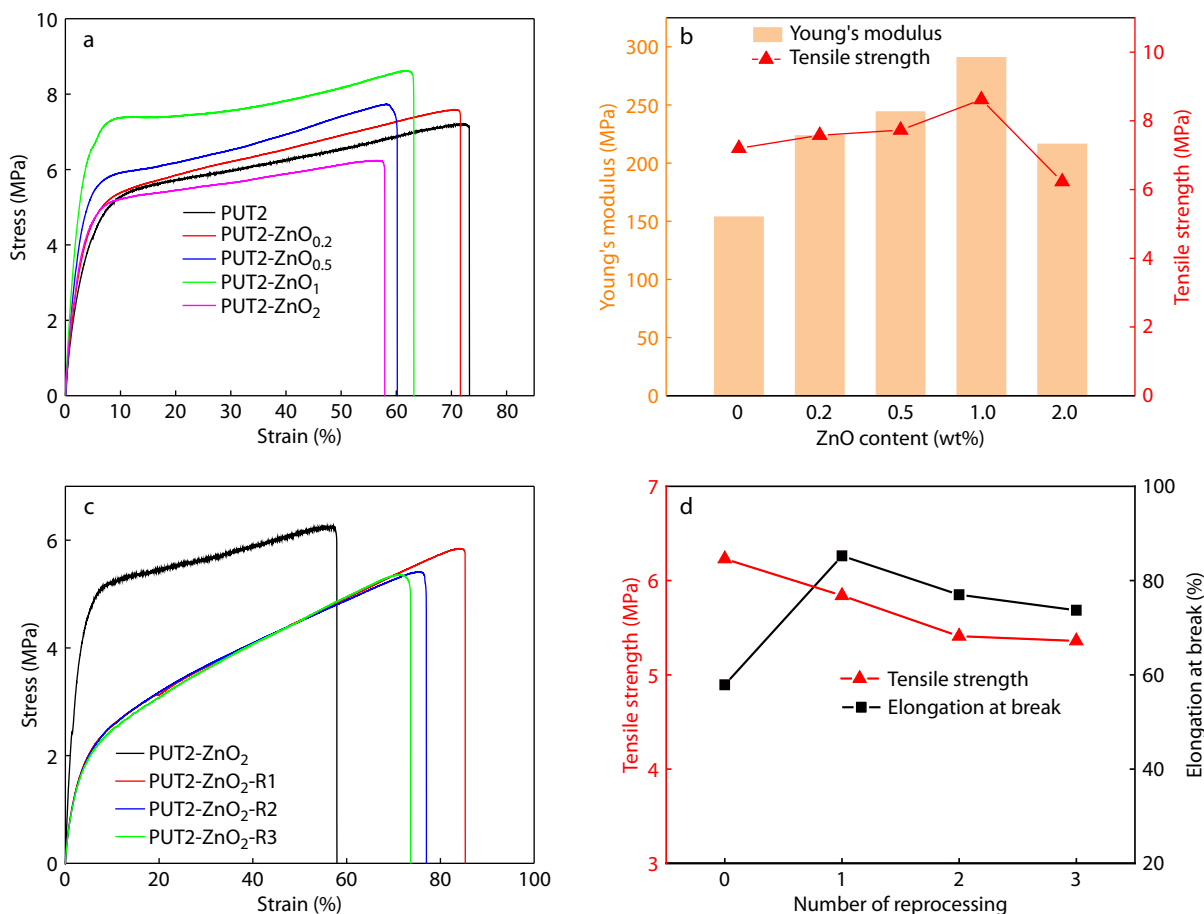 a
Stress (MPa)
10
8
6
4
2
0
PUT2
PUT2-ZnO₀.₂
PUT2-ZnO₀.₅
PUT2-ZnO₁
PUT2-ZnO₂
0 10 20 30 40 50 60 70 80
Strain (%)
b
Young's modulus
Tensile strength
Young's modulus (MPa)
300
250
200
150
100
50
0
Tensile strength (MPa)
10
8
6
4
2
0
0 0.2 0.5 1.0 2.0
ZnO content (wt%)
c
Stress (MPa)
6
4
2
0
PUT2-ZnO₂
PUT2-ZnO₂-R1
PUT2-ZnO₂-R2
PUT2-ZnO₂-R3
0 20 40 60 80 100
Strain (%)
d
Tensile strength (MPa)
7
6
5
4
3
Tensile strength
Elongation at break
Elongation at break (%)
100
80
60
40
20
0 1 2 3
Number of reprocessing